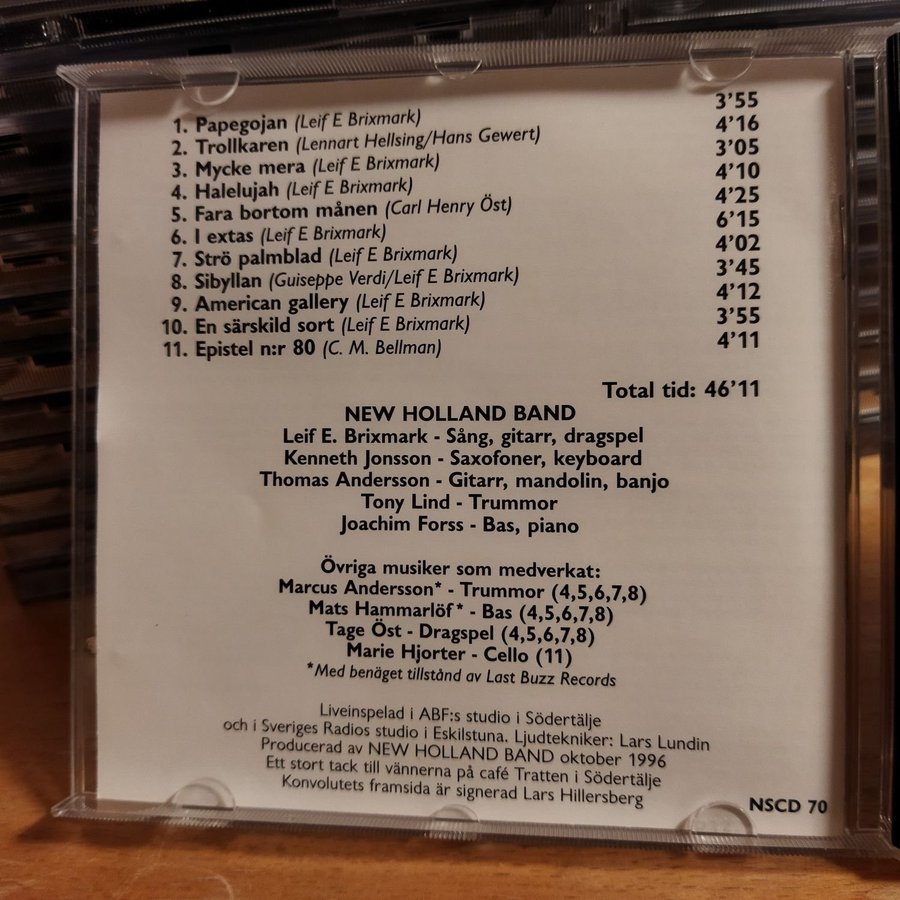 1. Papegojan (Leif E Brixmark) 3'55
2. Trollkaren (Lennart Hellsing/Hans Gewert) 4'16
3. Mycke mera (Leif E Brixmark) 3'05
4. Halelujah (Leif E Brixmark) 4'10
5. Fara bortom månen (Carl Henry Öst) 4'25
6. I extas (Leif E Brixmark) 6'15
7. Strö palmblad (Leif E Brixmark) 4'02
8. Sibyllan (Guiseppe Verdi/Leif E Brixmark) 3'45
9. American gallery (Leif E Brixmark) 4'12
10. En särskild sort (Leif E Brixmark) 3'55
11. Epistel n:r 80 (C. M. Bellman) 4'11
Total tid: 46'11
NEW HOLLAND BAND
Leif E. Brixmark - Sång, gitarr, dragspel
Kenneth Jonsson - Saxofoner, keyboard
Thomas Andersson - Gitarr, mandolin, banjo
Tony Lind - Trummor
Joachim Forss - Bas, piano
Övriga musiker som medverkat:
Marcus Andersson* - Trummor (4,5,6,7,8)
Mats Hammarlöf* - Bas (4,5,6,7,8)
Tage Öst - Dragspel (4,5,6,7,8)
Marie Hjorter - Cello (11)
*Med benäget tillstånd av Last Buzz Records
Liveinspelad i ABF:s studio i Södertälje
och i Sveriges Radios studio i Eskilstuna. Ljudtekniker: Lars Lundin
Producerad av NEW HOLLAND BAND oktober 1996
Ett stort tack till vännerna på café Tratten i Södertälje
Konvolutets framsida är signerad Lars Hillersberg
NSCD 70